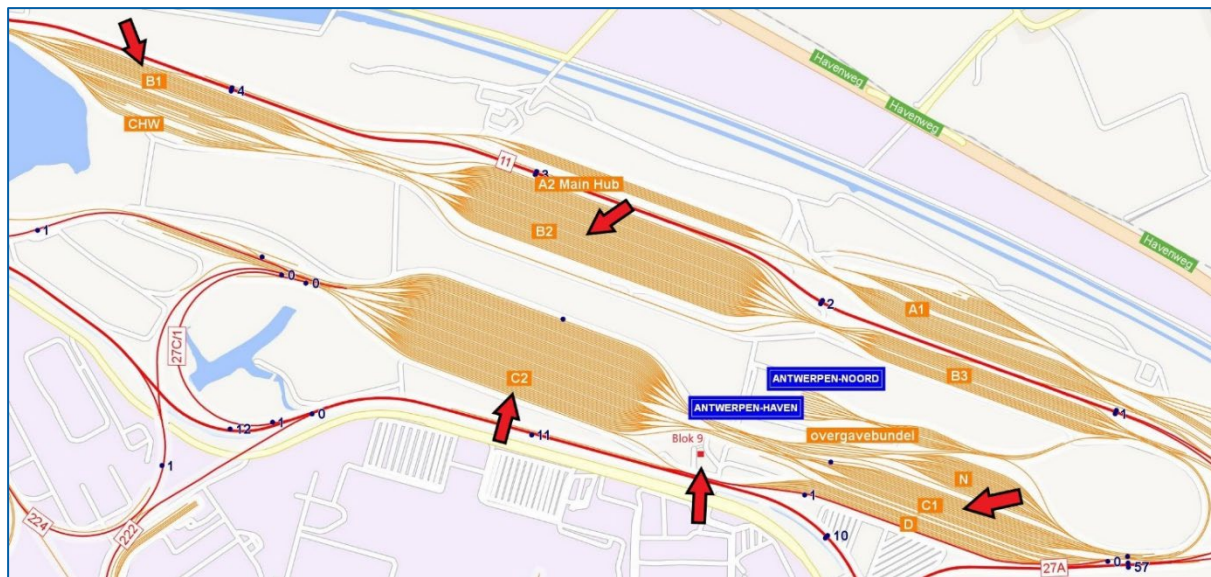 B1
4
CHW
11
3
A2 Main Hub
B2
Havenweg
Havenweg
Havenweg
1
0
0
2
A1
27C/1
C2
ANTWERPEN-NOORD
B3
ANTWERPEN-HAVEN
1
0
1
12
11
overgavebundel
Blok 9
1
N
1
C1
D
224
222
10
27A
0
57